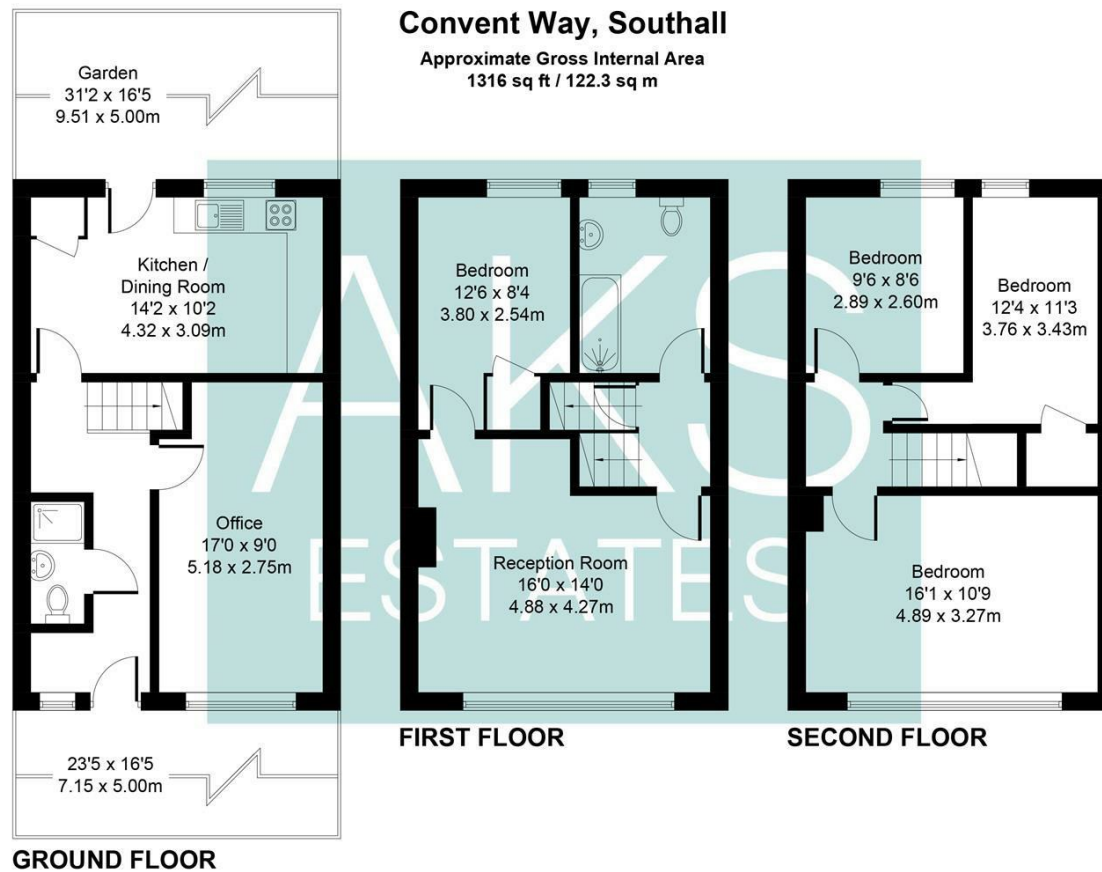 Convent Way, Southall
Approximate Gross Internal Area
1316 sq ft / 122.3 sq m
Garden
31'2 x 16'5
9.51 x 5.00m
Kitchen /
Dining Room
14'2 x 10'2
4.32 x 3.09m
Office
17'0 x 9'0
5.18 x 2.75m
23'5 x 16'5
7.15 x 5.00m
GROUND FLOOR
Bedroom
12'6 x 8'4
3.80 x 2.54m
Reception Room
16'0 x 14'0
4.88 x 4.27m
FIRST FLOOR
Bedroom
9'6 x 8'6
2.89 x 2.60m
Bedroom
12'4 x 11'3
3.76 x 3.43m
Bedroom
16'1 x 10'9
4.89 x 3.27m
SECOND FLOOR
AKS
ESTATES